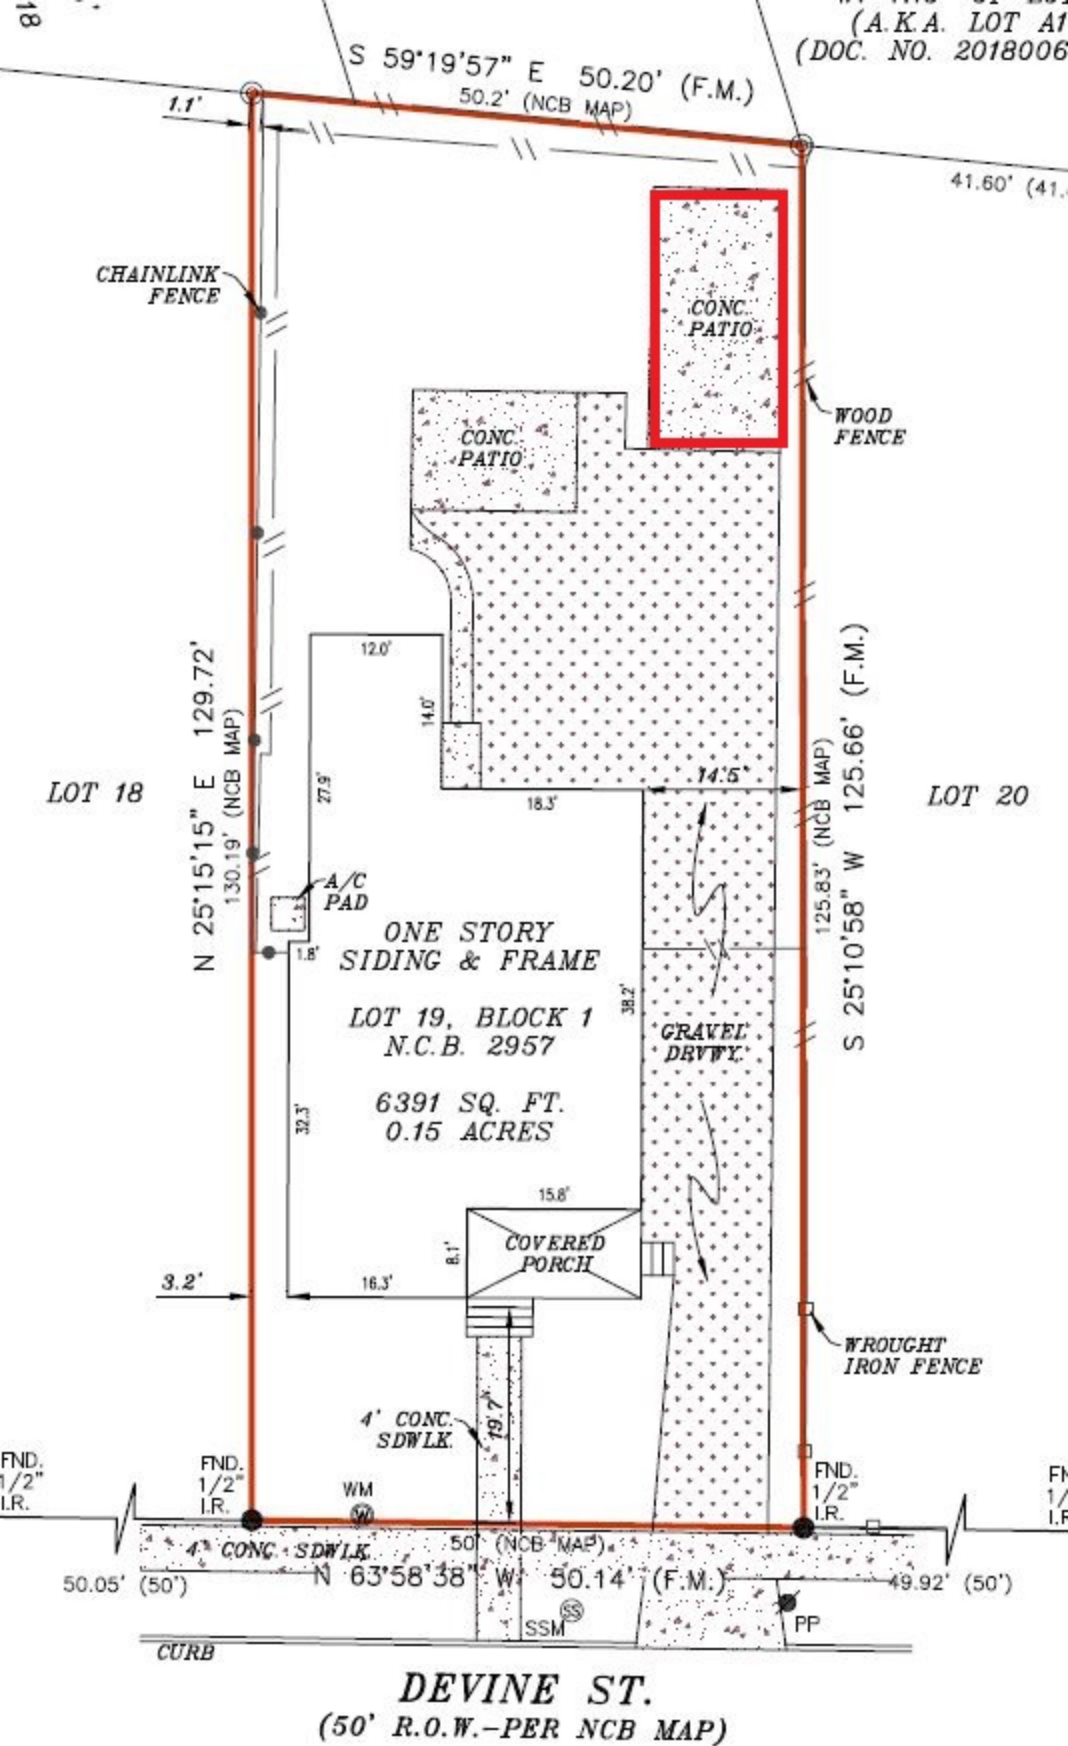 18
(A.K.A. LOT A1
(DOC. NO. 2018006
S 59°19'57" E 50.20' (F.M.)
50.2' (NCB MAP)
1.1'
41.60' (41.
CHAINLINK
FENCE
CONC.
PATIO
WOOD
FENCE
CONC.
PATIO
12.0'
14.0'
27.9'
18.3'
14.5'
N 25°15'15" E 129.72'
130.19' (NCB MAP)
LOT 18
LOT 20
S 25°10'58" W 125.66' (F.M.)
125.83' (NCB MAP)
A/C
PAD
1.8'
ONE STORY
SIDING & FRAME
LOT 19, BLOCK 1
N.C.B. 2957
6391 SQ. FT.
0.15 ACRES
38.2'
32.3'
GRAVEL
DRVWY.
15.8'
8.1'
COVERED
PORCH
3.2'
16.3'
WROUGHT
IRON FENCE
4' CONC.
SDWLK.
19.7'
FND.
1/2"
I.R.
FND.
1/2"
I.R.
WM
W
FND.
1/2"
I.R.
FN
1/
I.R
4' CONC. SDWLK.
50' (NCB MAP)
50.05' (50')
N 63°58'38" W 50.14' (F.M.)
49.92' (50')
SS
SSM
PP
CURB
DEVINE ST.
(50' R.O.W.-PER NCB MAP)